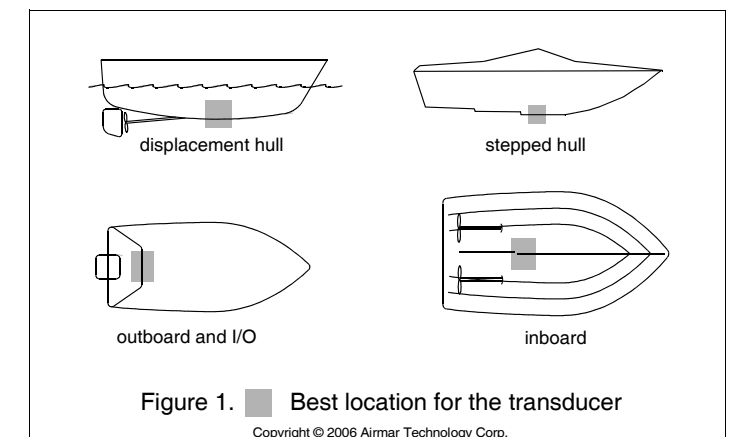 displacement hull
stepped hull
outboard and I/O
inboard
Figure 1. Best location for the transducer
Copyright © 2006 Airmar Technology Corp.